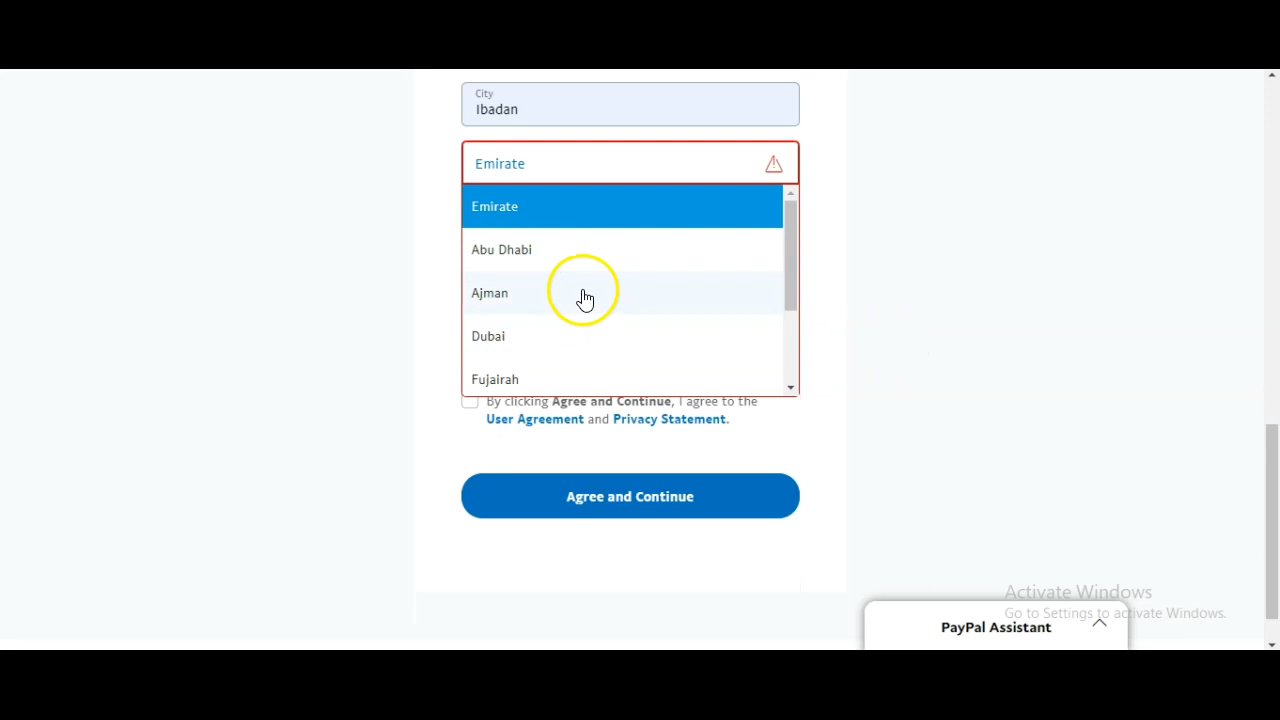 City
Ibadan
Emirate
Emirate
Abu Dhabi
Ajman
Dubai
Fujairah
By clicking Agree and Continue, I agree to the
User Agreement and Privacy Statement.
Agree and Continue
Activate Windows
Go to Settings to activate Windows.
PayPal Assistant